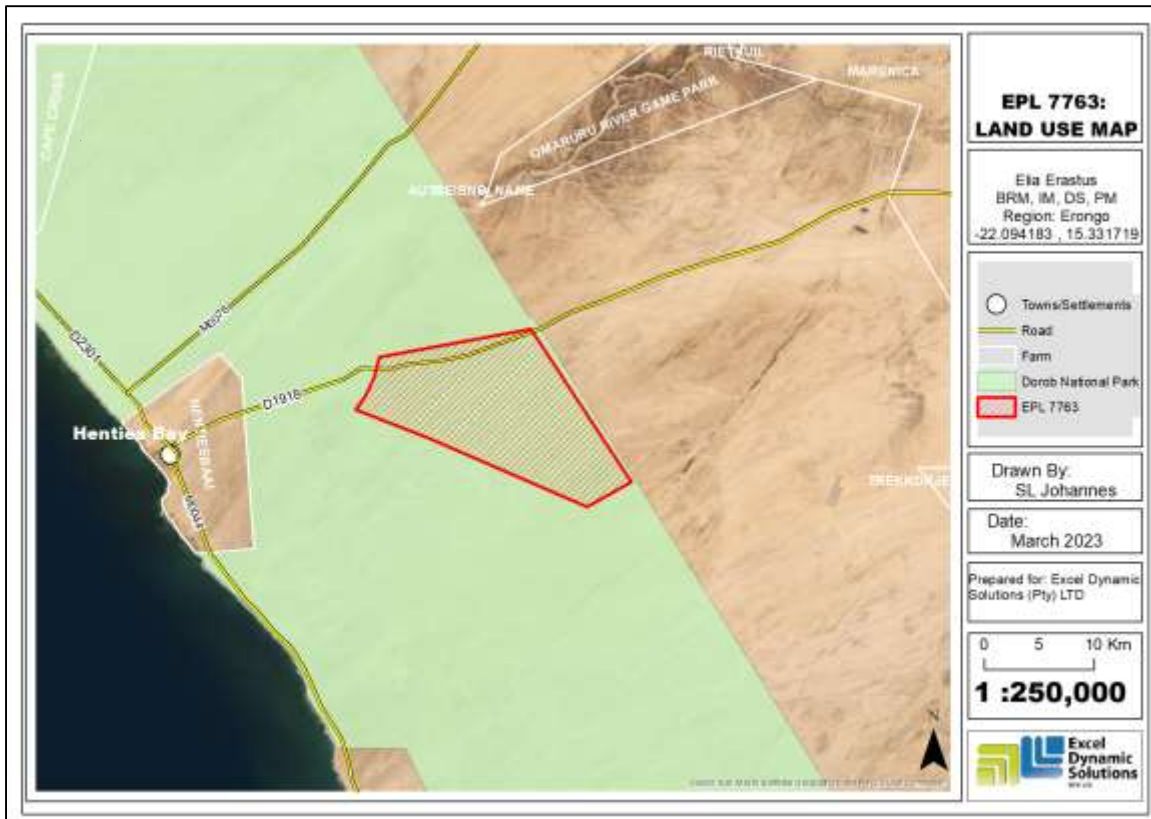 CAPE CROSS
RIETKUIL
MARENICA
OMARURU RIVER GAME PARK
M0076
D2301
D1918
HENTIESBAAI
Henties Bay
M0044
N
EPL 7763:
LAND USE MAP
Elia Erastus
BRM, IM, DS, PM
Region: Erongo
-22.094183 , 15.331719
Towns/Settlements
Road
Farm
Dorob National Park
EPL 7763
Drawn By:
SL Johannes
Date:
March 2023
Prepared for: Excel Dynamic
Solutions (Pty) LTD
0 5 10 Km
1 :250,000
Excel
Dynamic
Solutions